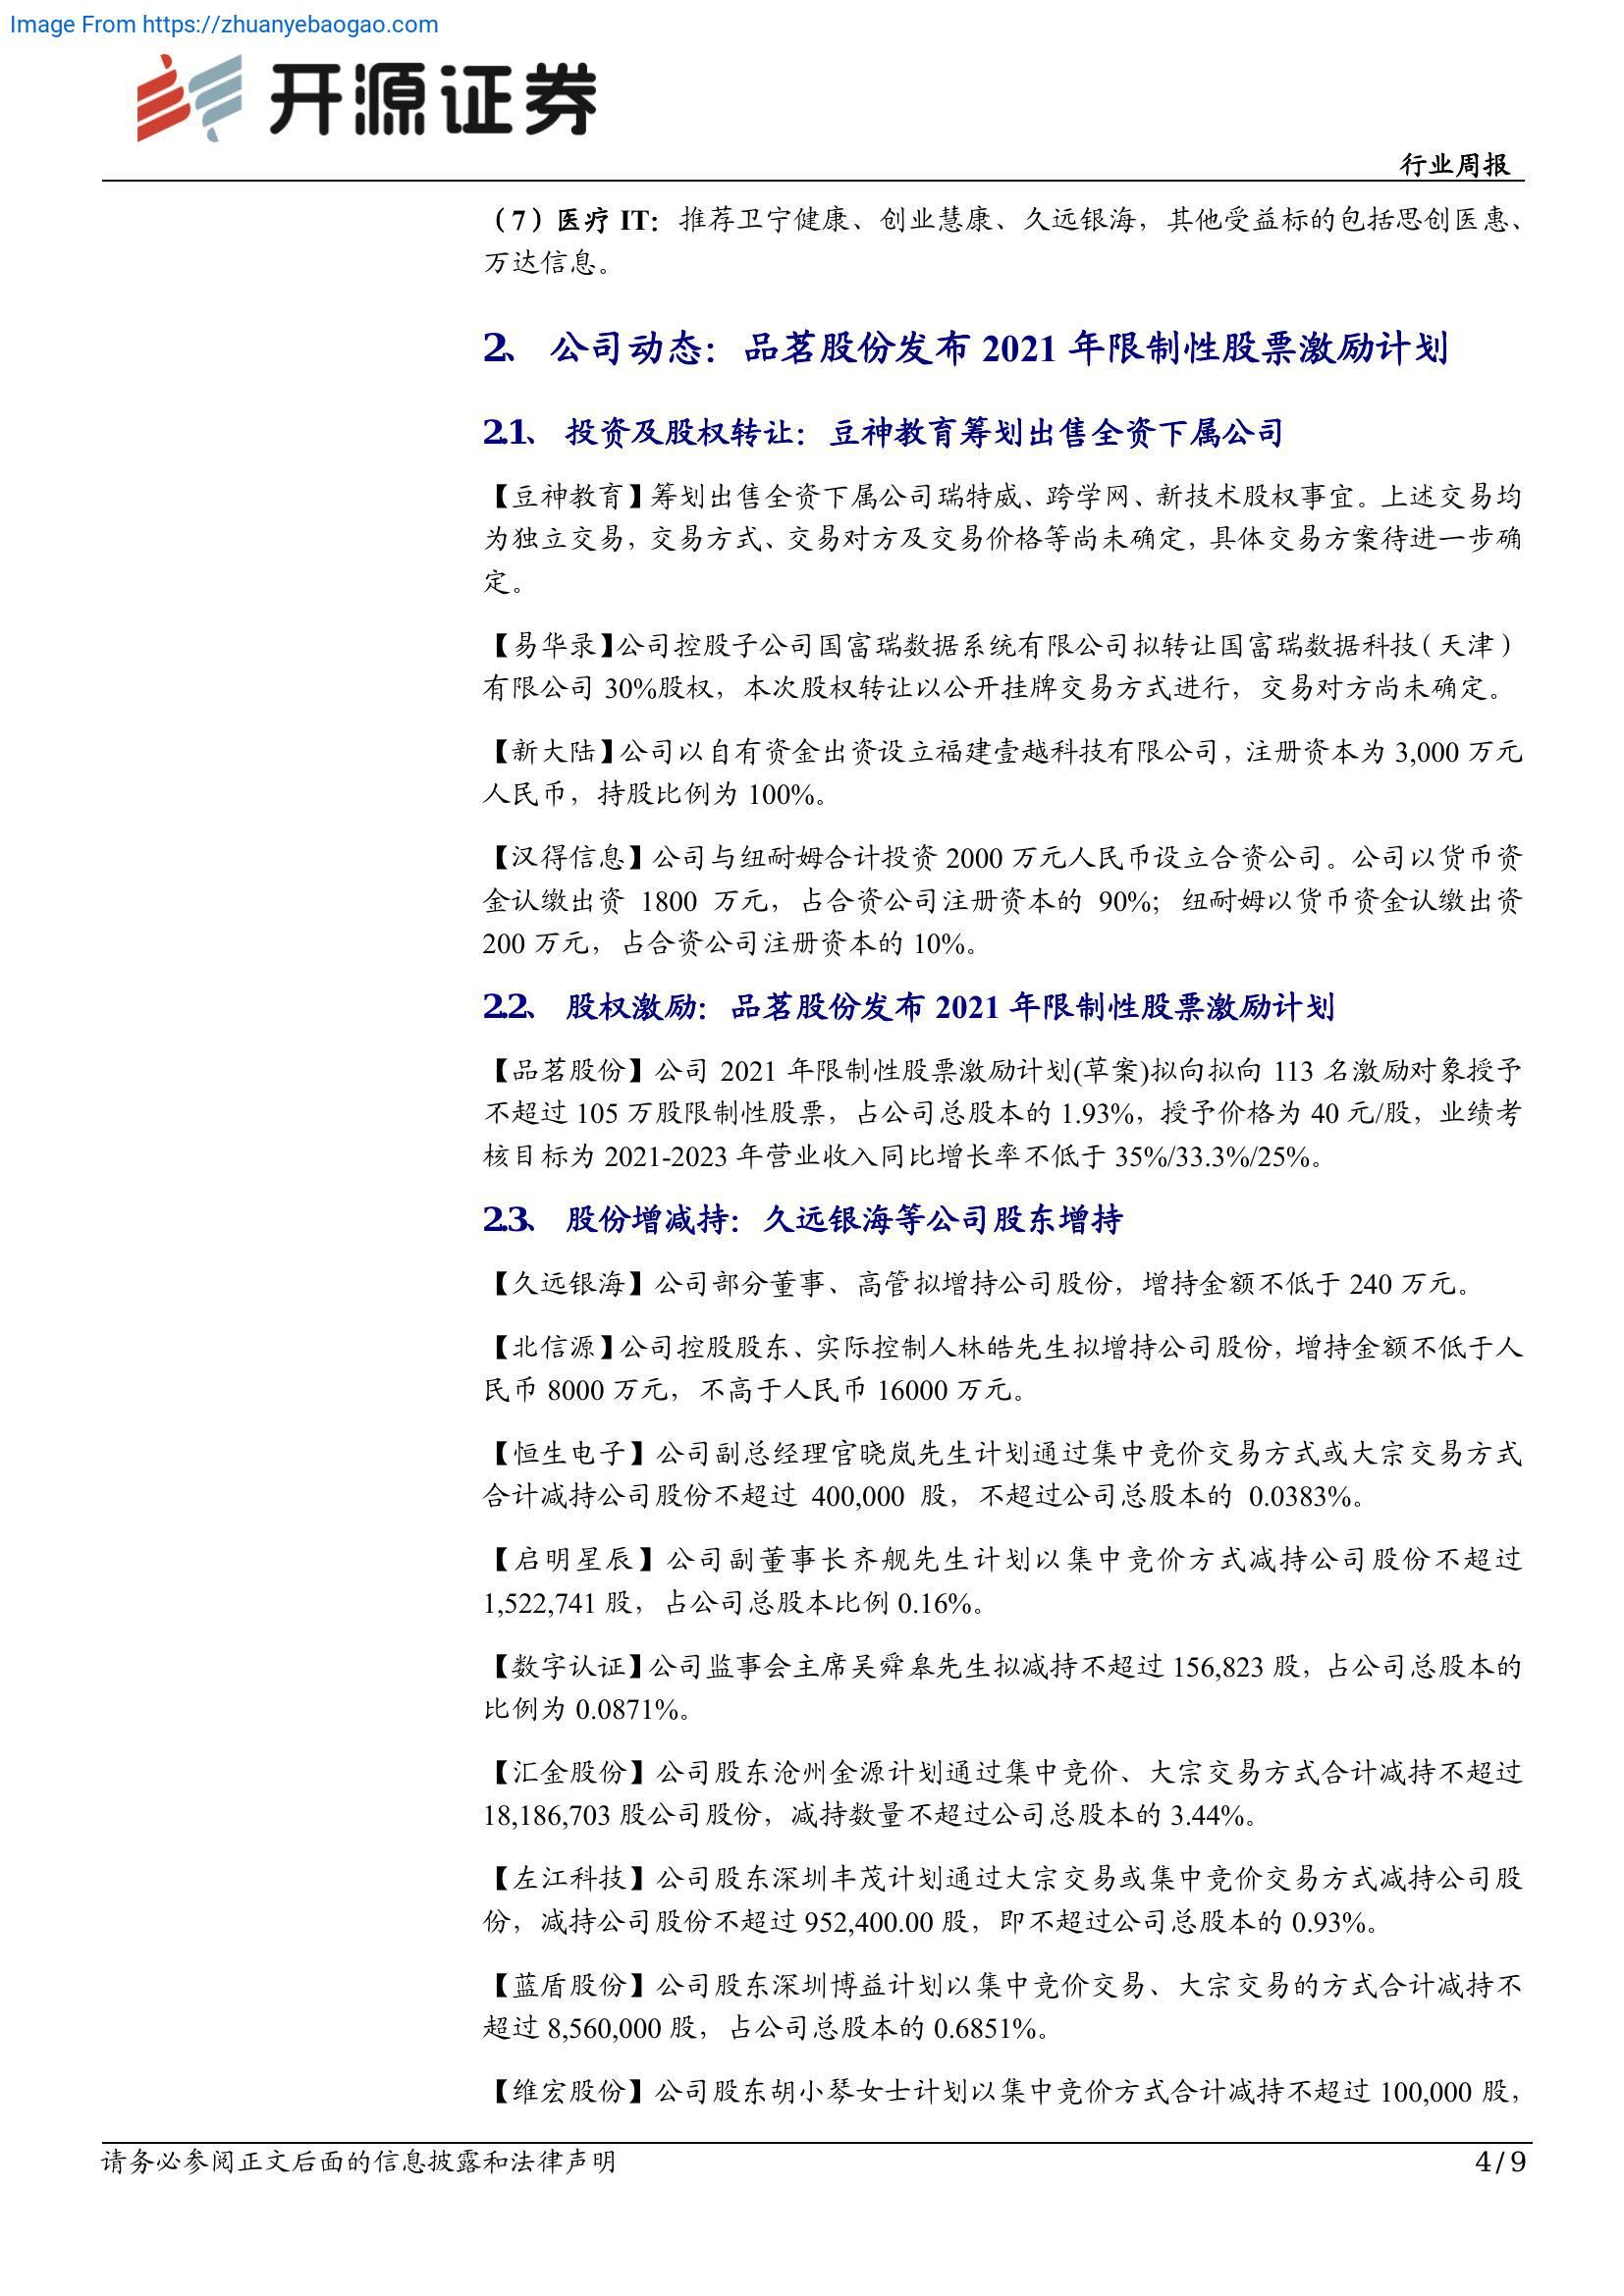 Image From https://zhuanyebaogao.com
开源证券
行业周报
（7）医疗 IT：推荐卫宁健康、创业慧康、久远银海，其他受益标的包括思创医惠、
万达信息。
2、 公司动态：品茗股份发布 2021 年限制性股票激励计划
2.1、 投资及股权转让：豆神教育筹划出售全资下属公司
【豆神教育】筹划出售全资下属公司瑞特威、跨学网、新技术股权事宜。上述交易均
为独立交易，交易方式、交易对方及交易价格等尚未确定，具体交易方案待进一步确
定。
【易华录】公司控股子公司国富瑞数据系统有限公司拟转让国富瑞数据科技（天津）
有限公司 30%股权，本次股权转让以公开挂牌交易方式进行，交易对方尚未确定。
【新大陆】公司以自有资金出资设立福建壹越科技有限公司，注册资本为 3,000 万元
人民币，持股比例为 100%。
【汉得信息】公司与纽耐姆合计投资 2000 万元人民币设立合资公司。公司以货币资
金认缴出资 1800 万元，占合资公司注册资本的 90%；纽耐姆以货币资金认缴出资
200 万元，占合资公司注册资本的 10%。
2.2、 股权激励：品茗股份发布 2021 年限制性股票激励计划
【品茗股份】公司 2021 年限制性股票激励计划(草案)拟向拟向 113 名激励对象授予
不超过 105 万股限制性股票，占公司总股本的 1.93%，授予价格为 40 元/股，业绩考
核目标为 2021-2023 年营业收入同比增长率不低于 35%/33.3%/25%。
2.3、 股份增减持：久远银海等公司股东增持
【久远银海】公司部分董事、高管拟增持公司股份，增持金额不低于 240 万元。
【北信源】公司控股股东、实际控制人林皓先生拟增持公司股份，增持金额不低于人
民币 8000 万元，不高于人民币 16000 万元。
【恒生电子】公司副总经理官晓岚先生计划通过集中竞价交易方式或大宗交易方式
合计减持公司股份不超过 400,000 股，不超过公司总股本的 0.0383%。
【启明星辰】公司副董事长齐舰先生计划以集中竞价方式减持公司股份不超过
1,522,741 股，占公司总股本比例 0.16%。
【数字认证】公司监事会主席吴舜皋先生拟减持不超过 156,823 股，占公司总股本的
比例为 0.0871%。
【汇金股份】公司股东沧州金源计划通过集中竞价、大宗交易方式合计减持不超过
18,186,703 股公司股份，减持数量不超过公司总股本的 3.44%。
【左江科技】公司股东深圳丰茂计划通过大宗交易或集中竞价交易方式减持公司股
份，减持公司股份不超过 952,400.00 股，即不超过公司总股本的 0.93%。
【蓝盾股份】公司股东深圳博益计划以集中竞价交易、大宗交易的方式合计减持不
超过 8,560,000 股，占公司总股本的 0.6851%。
【维宏股份】公司股东胡小琴女士计划以集中竞价方式合计减持不超过 100,000 股，
请务必参阅正文后面的信息披露和法律声明
4/9